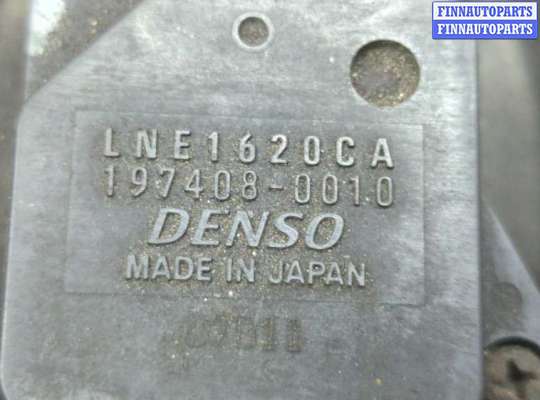 FINNAUTOPARTS
FINNAUTOPARTS
LNE1620CA
197408-0010
DENSO
MADE IN JAPAN